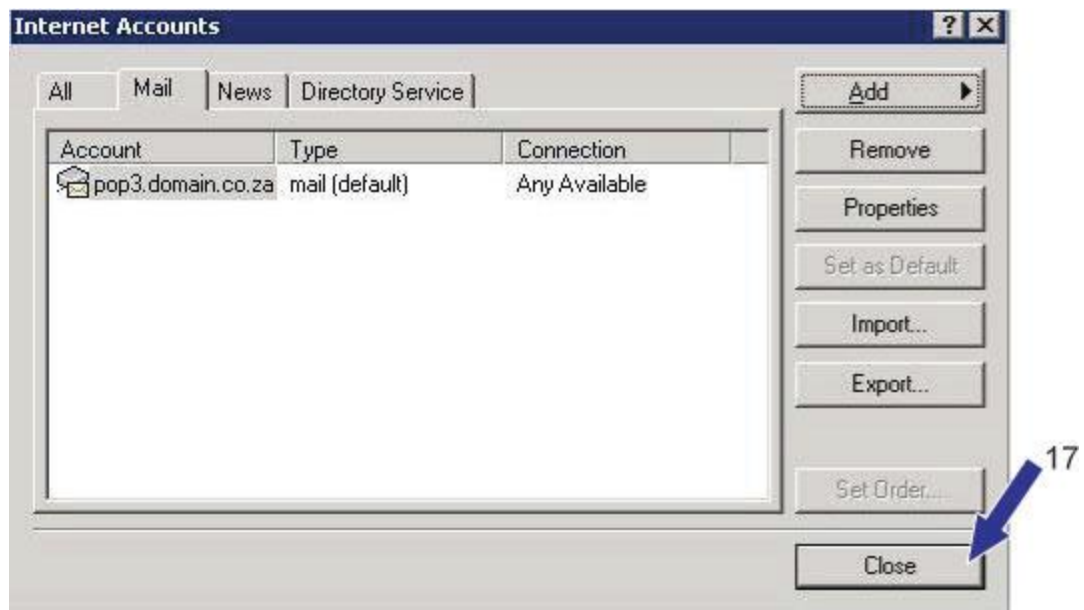 Internet Accounts
All Mail News Directory Service
Add
Account Type Connection
Remove
pop3.domain.co.za mail (default) Any Available
Properties
Set as Default
Import...
Export...
17
Set Order...
Close